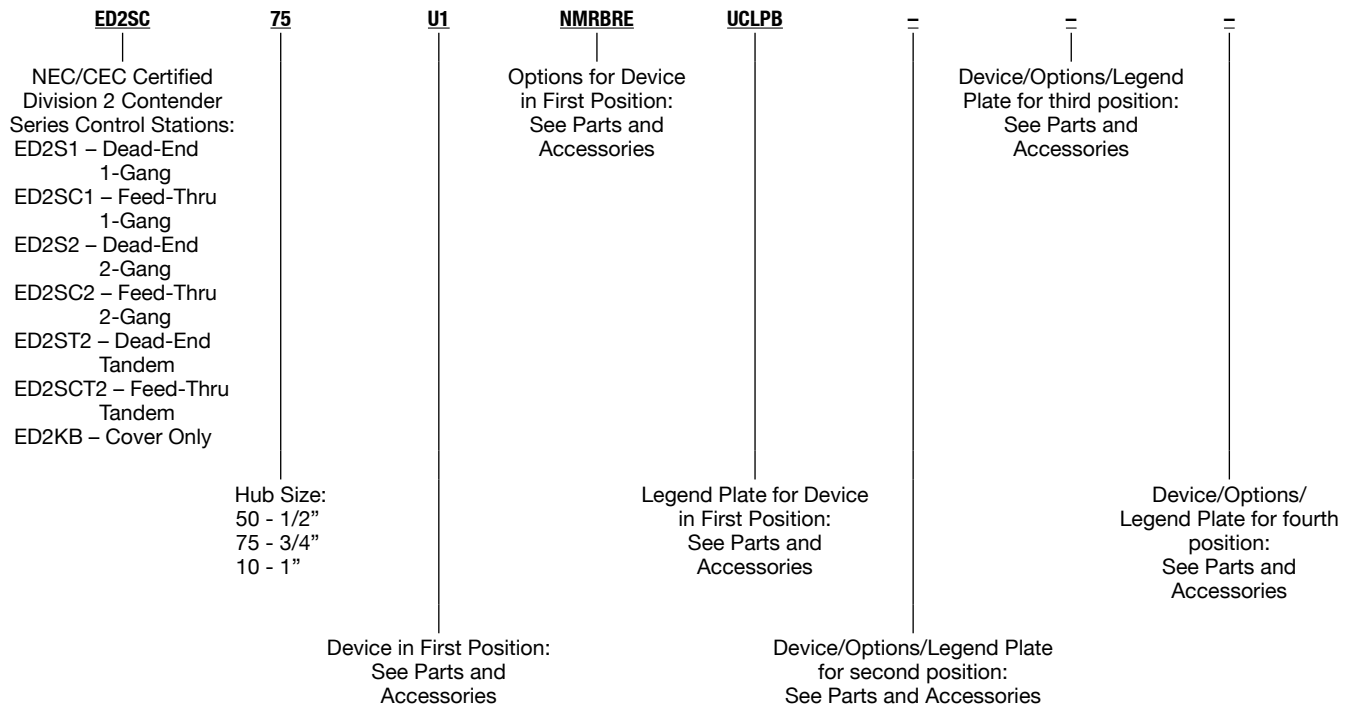 ED2SC 75 U1 NMRBRE UCLPB – – –
NEC/CEC Certified
Division 2 Contender
Series Control Stations:
ED2S1 – Dead-End
1-Gang
ED2SC1 – Feed-Thru
1-Gang
ED2S2 – Dead-End
2-Gang
ED2SC2 – Feed-Thru
2-Gang
ED2ST2 – Dead-End
Tandem
ED2SCT2 – Feed-Thru
Tandem
ED2KB – Cover Only
Options for Device
in First Position:
See Parts and
Accessories
Device/Options/Legend
Plate for third position:
See Parts and
Accessories
Hub Size:
50 - 1/2”
75 - 3/4”
10 - 1”
Legend Plate for Device
in First Position:
See Parts and
Accessories
Device/Options/
Legend Plate for fourth
position:
See Parts and
Accessories
Device in First Position:
See Parts and
Accessories
Device/Options/Legend Plate
for second position:
See Parts and Accessories